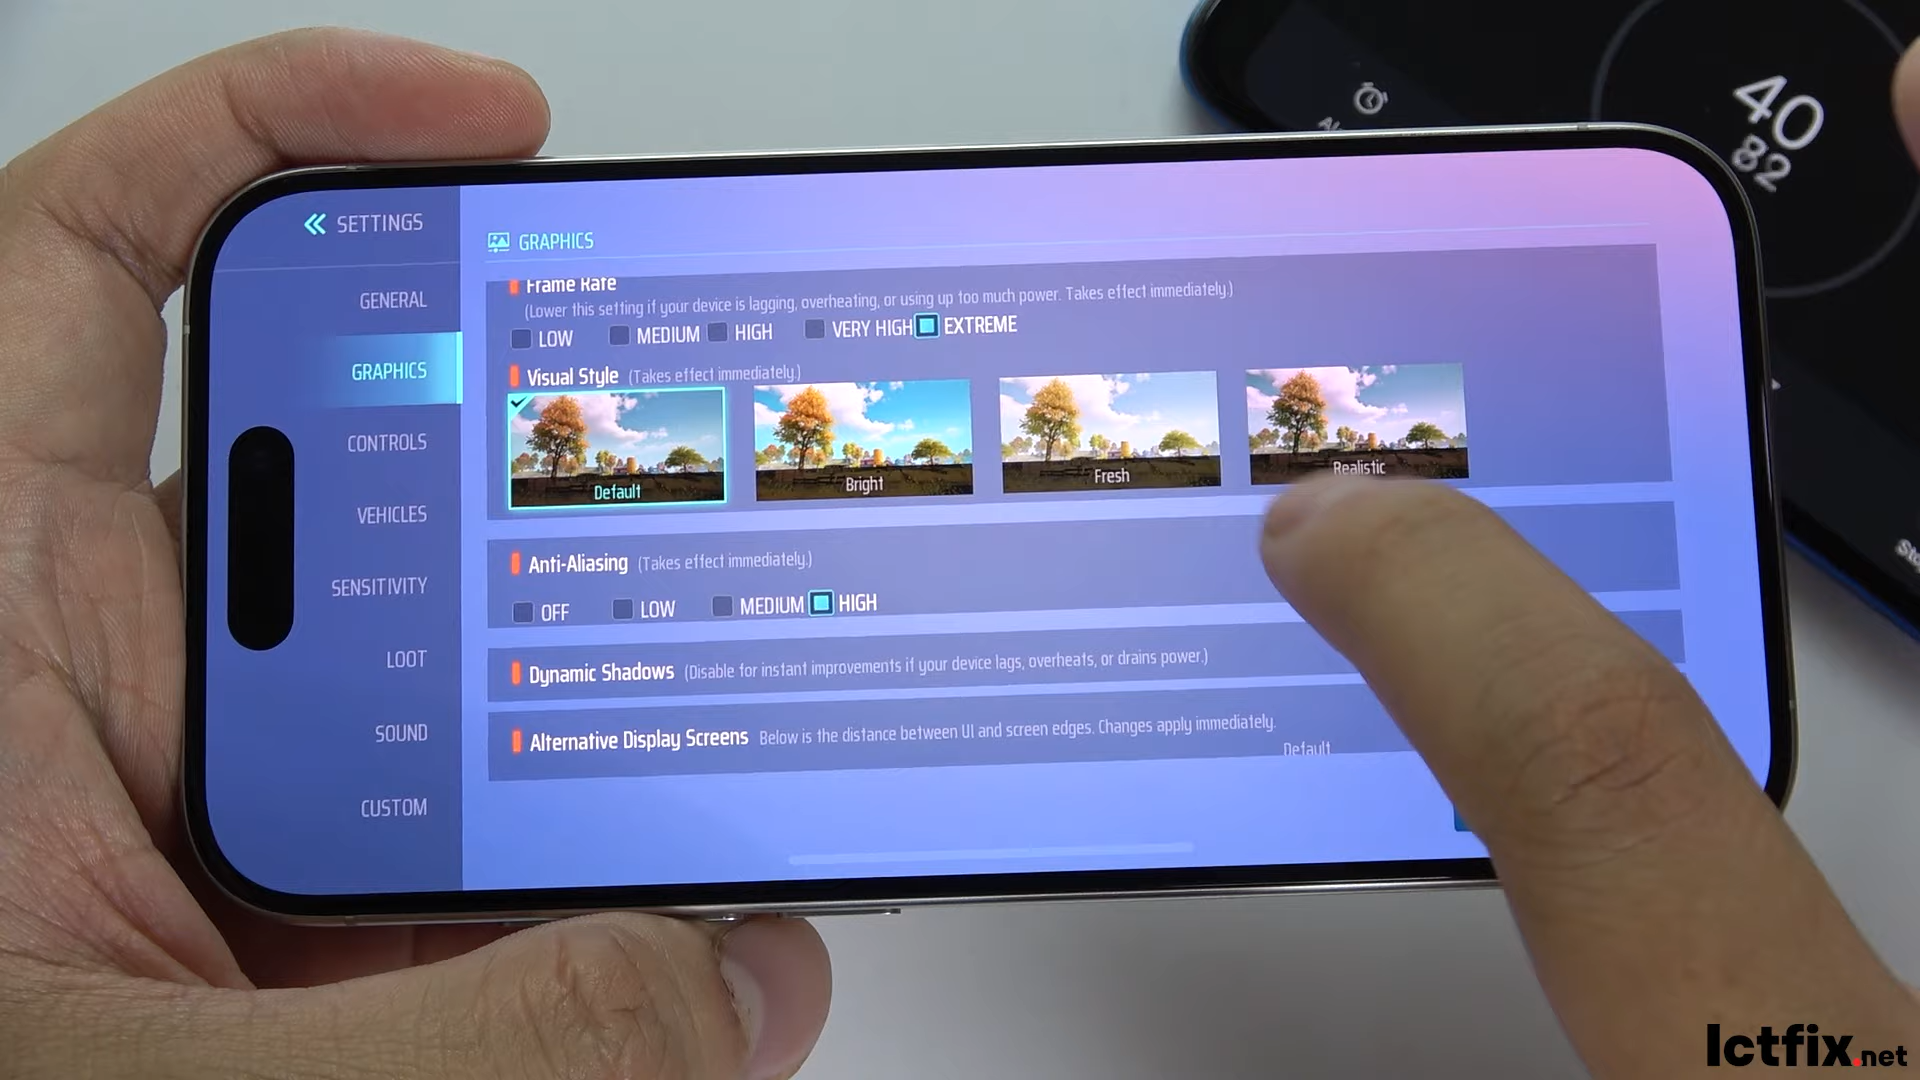 40
82
SETTINGS
GENERAL
GRAPHICS
CONTROLS
VEHICLES
SENSITIVITY
LOOT
SOUND
CUSTOM
GRAPHICS
Frame Rate
(Lower this setting if your device is lagging, overheating, or using up too much power. Takes effect immediately.)
LOW MEDIUM HIGH VERY HIGH EXTREME
Visual Style (Takes effect immediately.)
Default Bright Fresh Realistic
Anti-Aliasing (Takes effect immediately.)
OFF LOW MEDIUM HIGH
Dynamic Shadows (Disable for instant improvements if your device lags, overheats, or drains power.)
Alternative Display Screens Below is the distance between UI and screen edges. Changes apply immediately.
Default
Ictfix.net